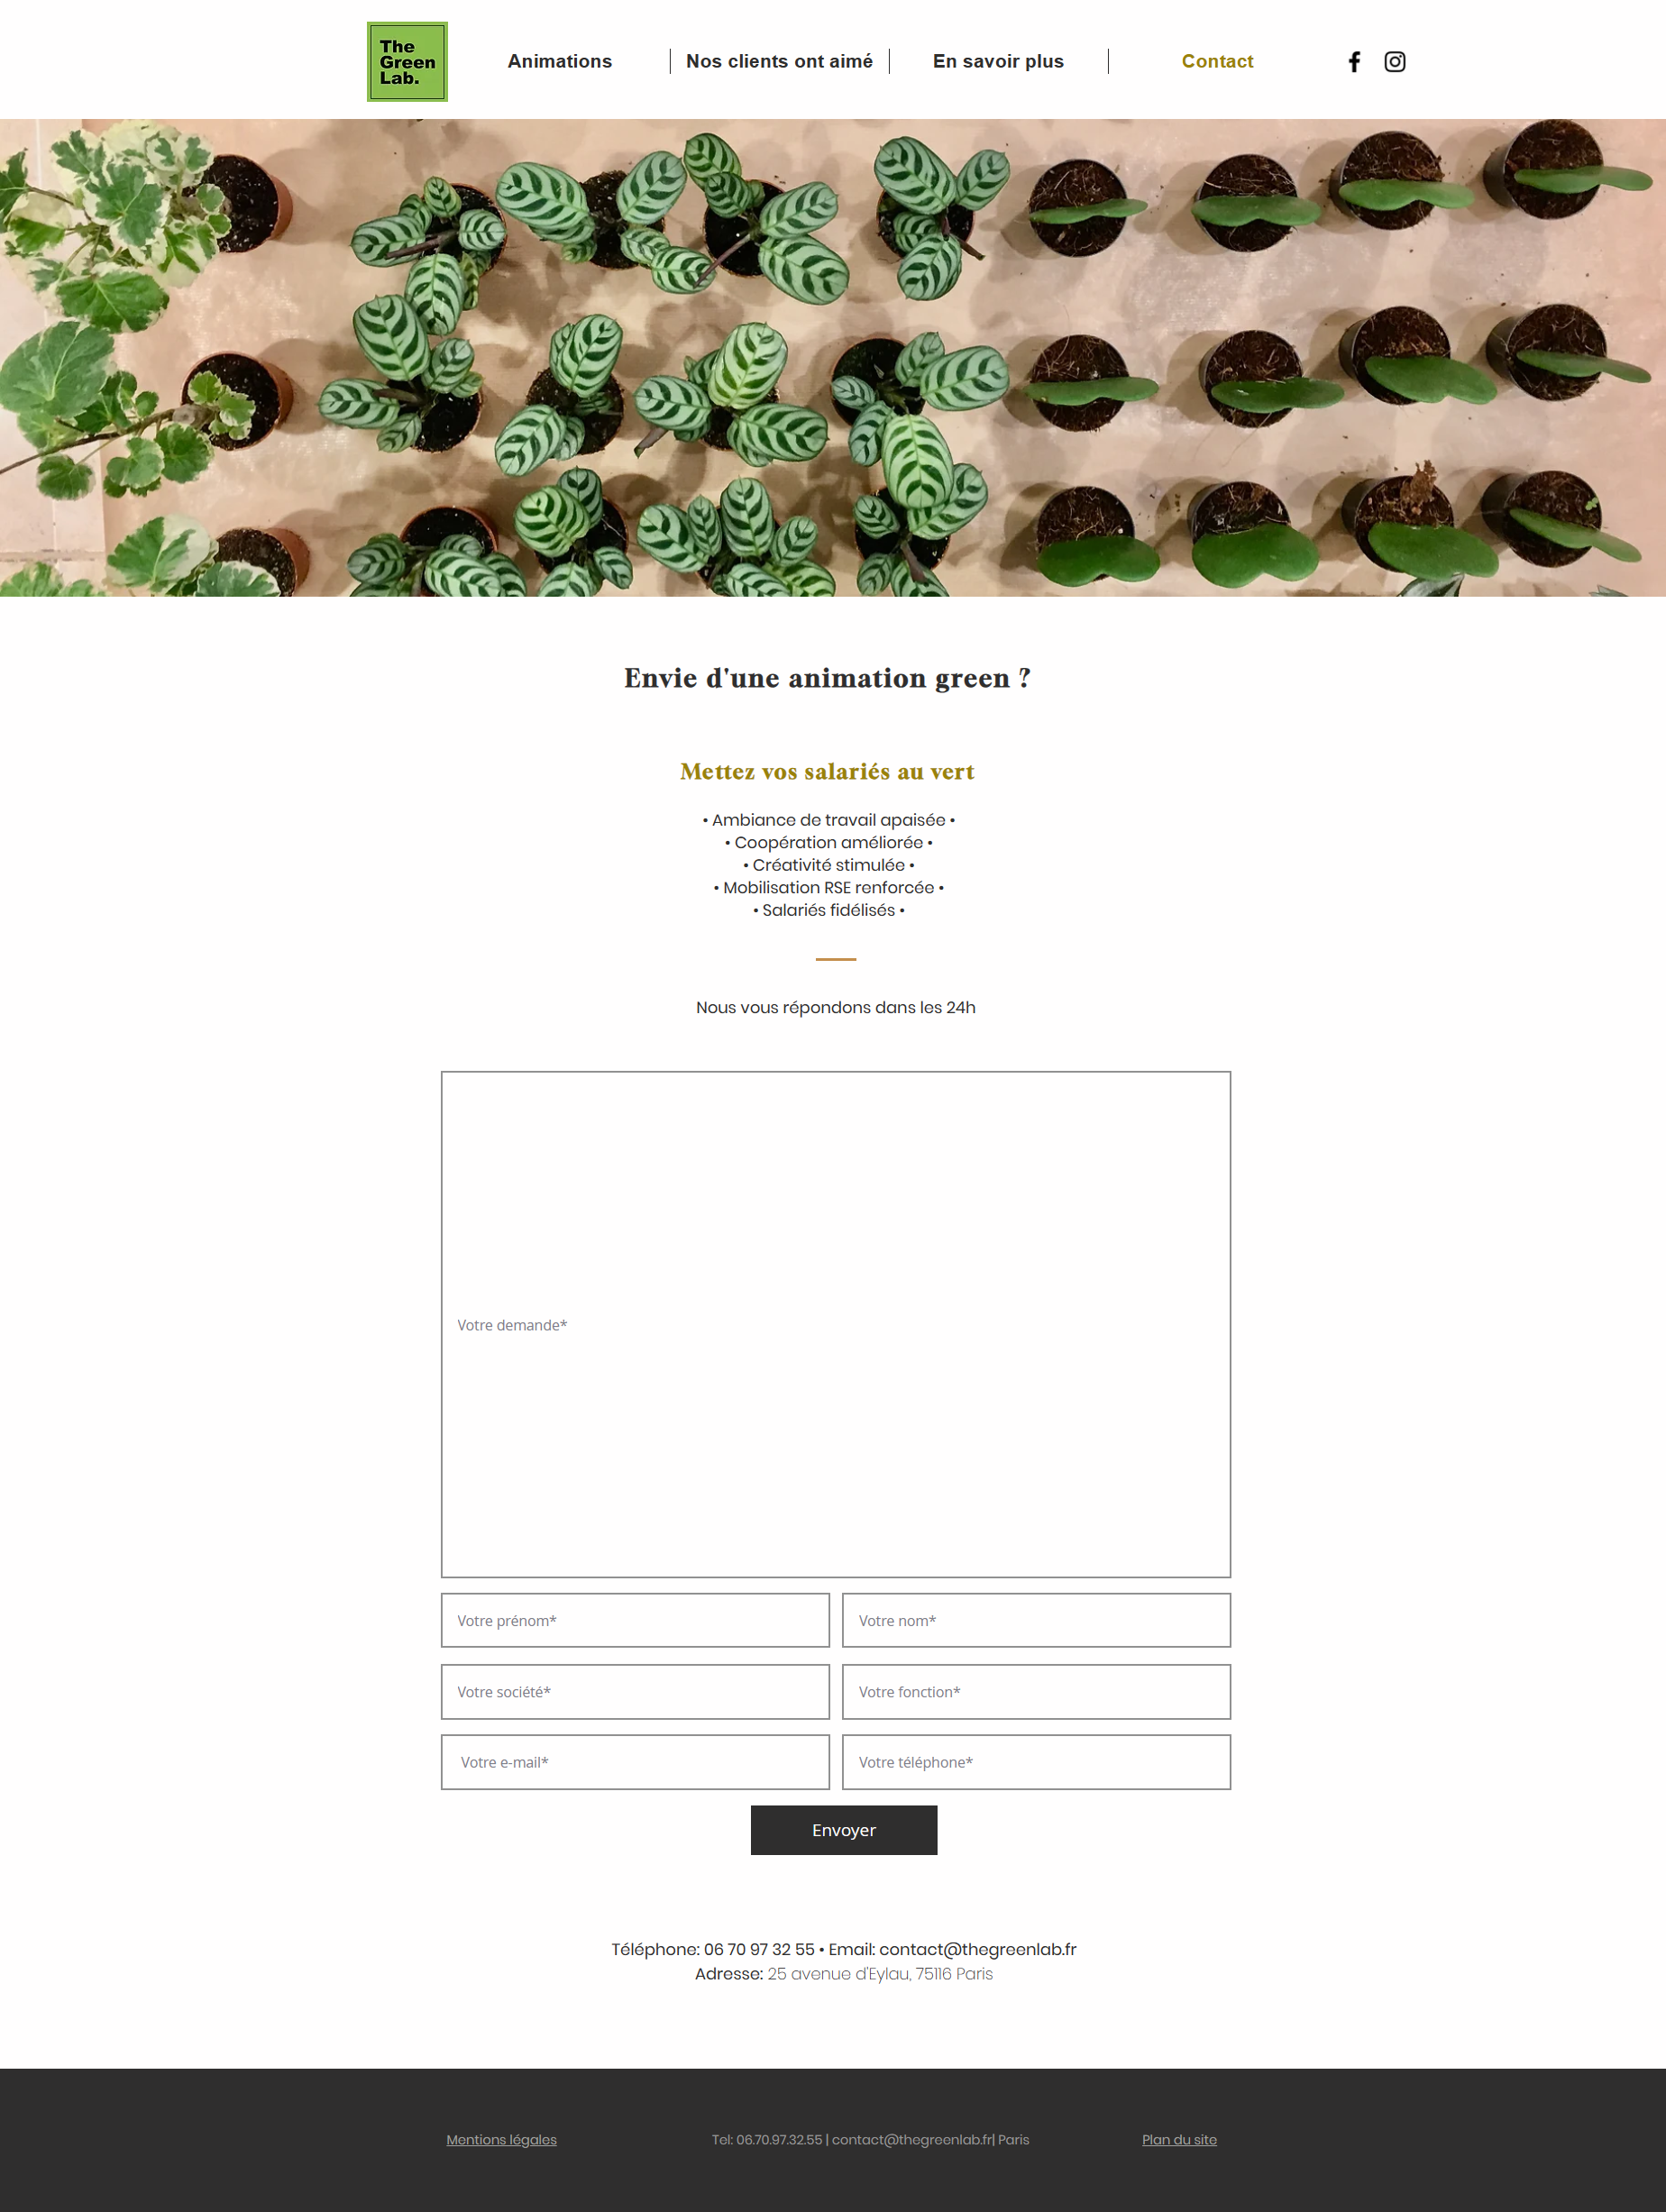 The
Green
Lab.
Animations
Nos clients ont aimé
En savoir plus
Contact
Envie d'une animation green ?
Mettez vos salariés au vert
• Ambiance de travail apaisée •
• Coopération améliorée •
• Créativité stimulée •
• Mobilisation RSE renforcée •
• Salariés fidélisés •
Nous vous répondons dans les 24h
Votre demande*
Votre prénom*
Votre nom*
Votre société*
Votre fonction*
Votre e-mail*
Votre téléphone*
Envoyer
Téléphone: 06 70 97 32 55 • Email: contact@thegreenlab.fr
Adresse: 25 avenue d'Eylau, 75116 Paris
Mentions légales
Tel: 06.70.97.32.55 | contact@thegreenlab.fr| Paris
Plan du site